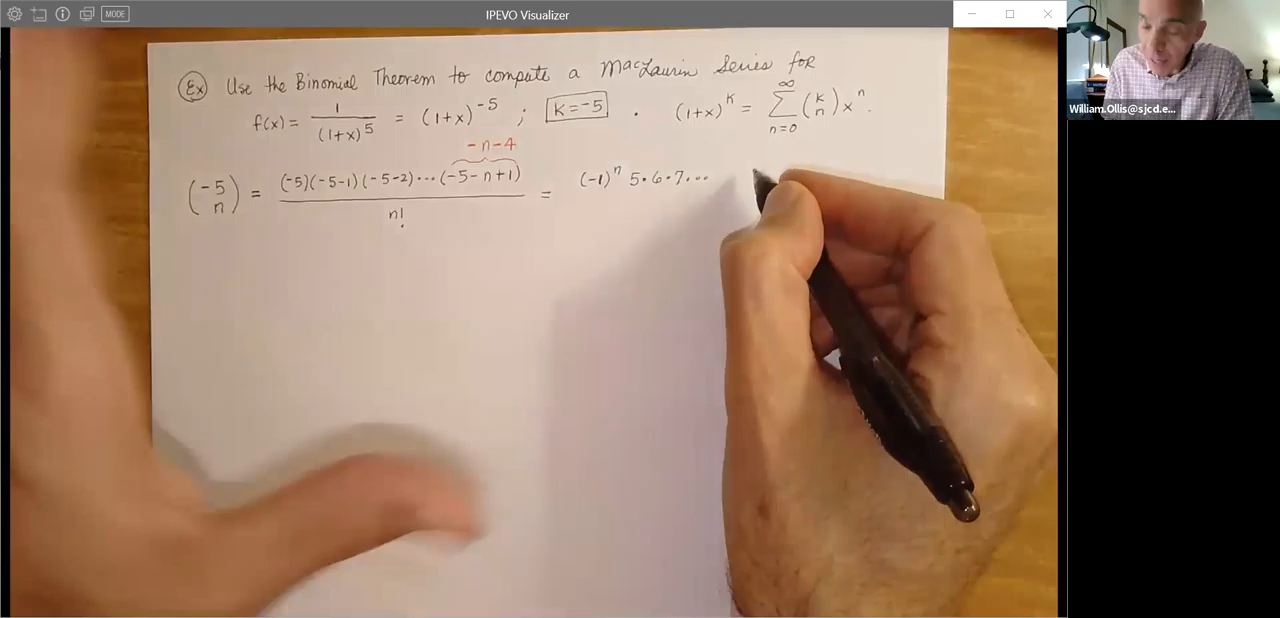 IPEVO Visualizer
MODE
Ex Use the Binomial Theorem to compute a MacLaurin Series for
f(x) = 1/(1+x)^5 = (1+x)^-5 ; K = -5 . (1+x)^K = ∑_{n=0}^{∞} (K n) x^n.
-n-4
(-5 n) = (-5)(-5-1)(-5-2)···(-5-n+1)/n! = (-1)^n 5·6·7···
William.Ollis@sjcd.e...